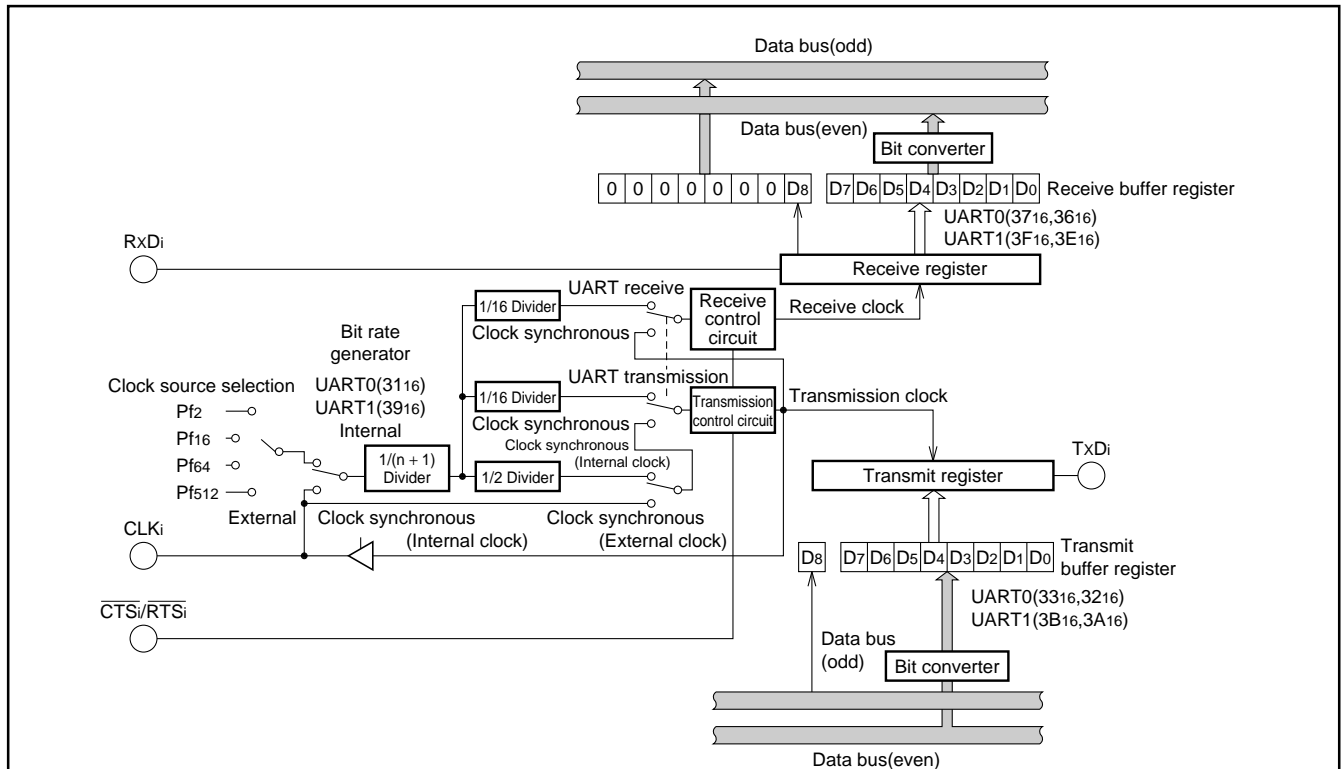 Data bus(odd)
Data bus(even)
Bit converter
0 0 0 0 0 0 0 D8
D7 D6 D5 D4 D3 D2 D1 D0
Receive buffer register
UART0(3716,3616)
UART1(3F16,3E16)
RXDi
Receive register
UART receive
1/16 Divider
Receive
control
circuit
Receive clock
Clock synchronous
Bit rate
generator
UART0(3116)
UART1(3916)
Internal
Clock source selection
Pf2
Pf16
Pf64
Pf512
External
1/(n + 1)
Divider
UART transmission
1/16 Divider
Transmission
control circuit
Transmission clock
Clock synchronous
Clock synchronous
(Internal clock)
1/2 Divider
Clock synchronous
(Internal clock)
Clock synchronous
(External clock)
TXDi
Transmit register
CLKi
D8
D7 D6 D5 D4 D3 D2 D1 D0
Transmit
buffer register
UART0(3316,3216)
UART1(3B16,3A16)
CTSi/RTSi
Data bus
(odd)
Bit converter
Data bus(even)